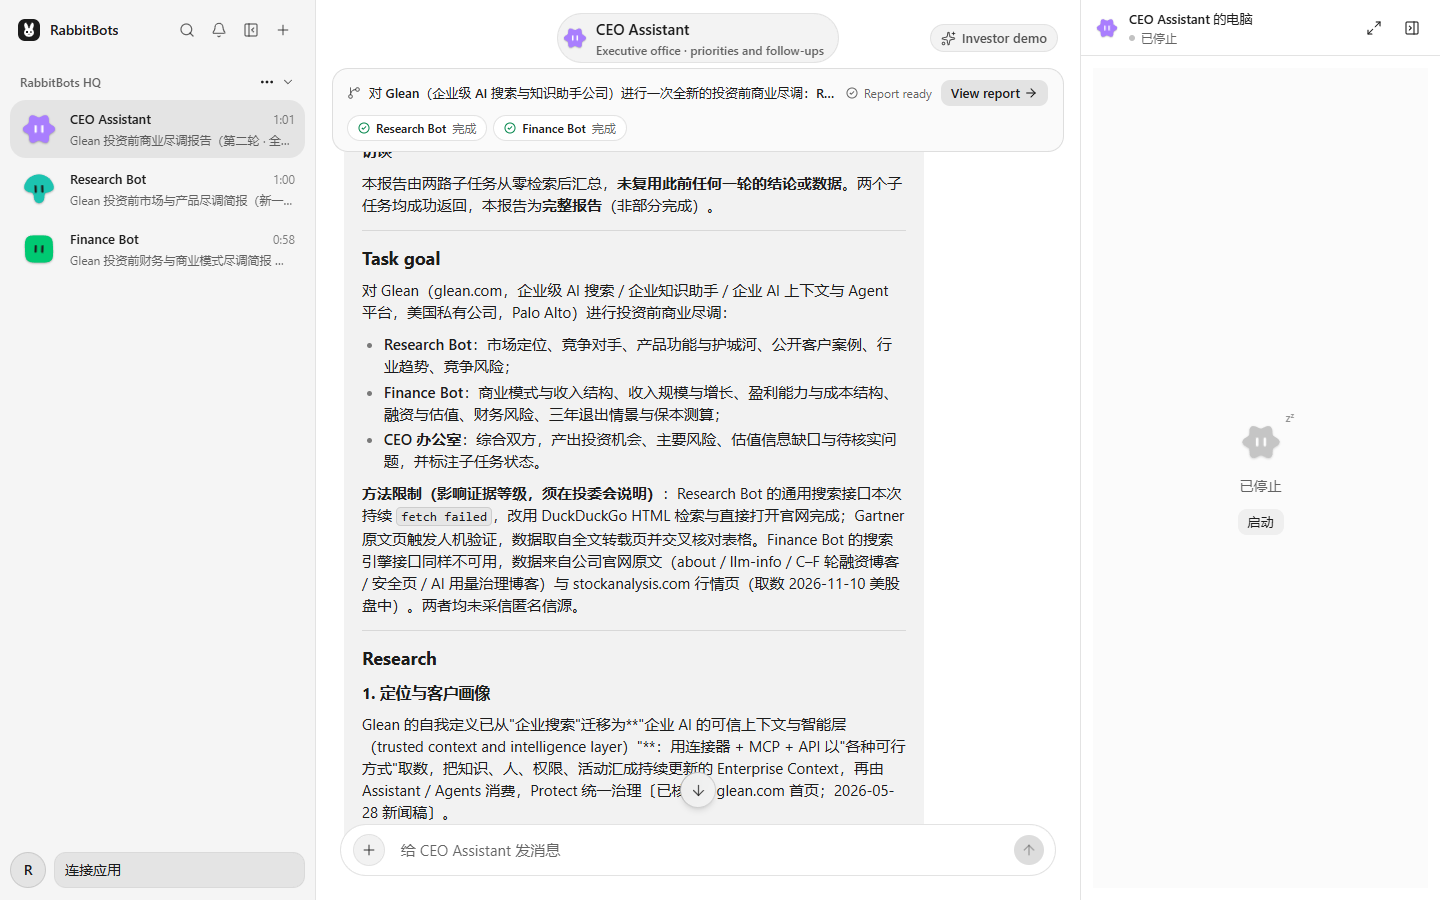 RabbitBots
RabbitBots HQ
CEO Assistant 1:01
Glean 投资前商业尽调报告（第二轮 · 全...
Research Bot 1:00
Glean 投资前市场与产品尽调简报（新一...
Finance Bot 0:58
Glean 投资前财务与商业模式尽调简报 ...
R
连接应用
CEO Assistant
Executive office · priorities and follow-ups
Investor demo
对 Glean（企业级 AI 搜索与知识助手公司）进行一次全新的投资前商业尽调：R...
Report ready
View report →
Research Bot 完成
Finance Bot 完成
本报告由两路子任务从零检索后汇总，未复用此前任何一轮的结论或数据。两个子
任务均成功返回，本报告为完整报告（非部分完成）。
Task goal
对 Glean（glean.com，企业级 AI 搜索 / 企业知识助手 / 企业 AI 上下文与 Agent
平台，美国私有公司，Palo Alto）进行投资前商业尽调：
• Research Bot：市场定位、竞争对手、产品功能与护城河、公开客户案例、行
业趋势、竞争风险；
• Finance Bot：商业模式与收入结构、收入规模与增长、盈利能力与成本结构、
融资与估值、财务风险、三年退出情景与保本测算；
• CEO 办公室：综合双方，产出投资机会、主要风险、估值信息缺口与待核实问
题，并标注子任务状态。
方法限制（影响证据等级，须在投委会说明）：Research Bot 的通用搜索接口本次
持续 fetch failed，改用 DuckDuckGo HTML 检索与直接打开官网完成；Gartner
原文页触发人机验证，数据取自全文转载页并交叉核对表格。Finance Bot 的搜索
引擎接口同样不可用，数据来自公司官网原文（about / llm-info / C–F 轮融资博客
/ 安全页 / AI 用量治理博客）与 stockanalysis.com 行情页（取数 2026-11-10 美股
盘中）。两者均未采信匿名信源。
Research
1. 定位与客户画像
Glean 的自我定义已从"企业搜索"迁移为**"企业 AI 的可信上下文与智能层
（trusted context and intelligence layer）"**：用连接器 + MCP + API 以"各种可行
方式"取数，把知识、人、权限、活动汇成持续更新的 Enterprise Context，再由
Assistant / Agents 消费，Protect 统一治理〔已 glean.com 首页；2026-05-
28 新闻稿〕。
给 CEO Assistant 发消息
CEO Assistant 的电脑
已停止
zz
已停止
启动